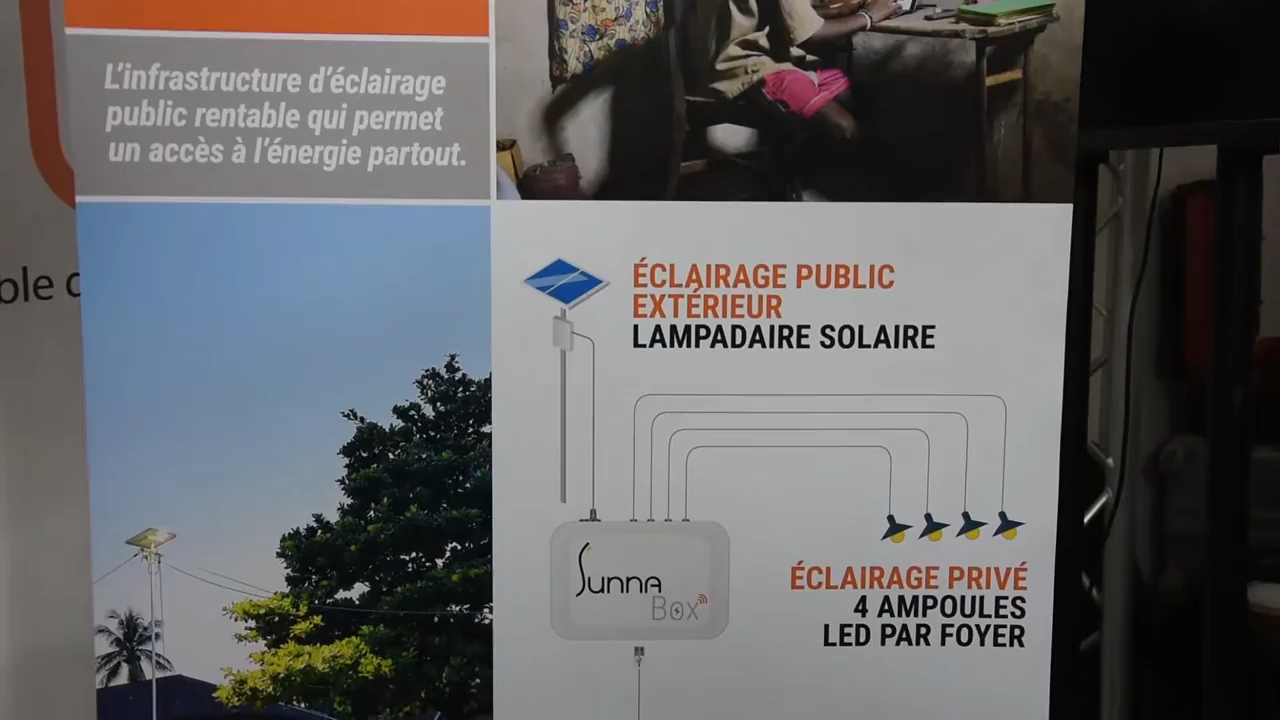 L'infrastructure d'éclairage
public rentable qui permet
un accès à l'énergie partout.
ble
ÉCLAIRAGE PUBLIC
EXTÉRIEUR
LAMPADAIRE SOLAIRE
Sunna
Box
ÉCLAIRAGE PRIVÉ
4 AMPOULES
LED PAR FOYER